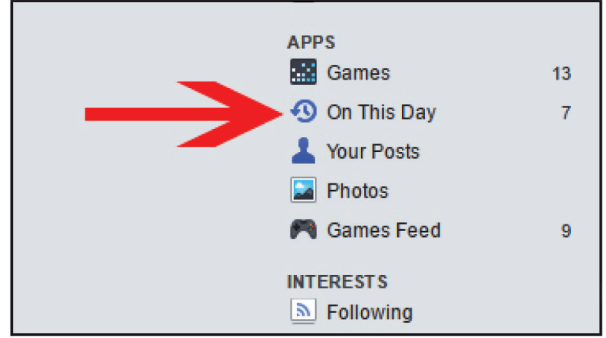 APPS
Games 13
On This Day 7
Your Posts
Photos
Games Feed 9
INTERESTS
Following